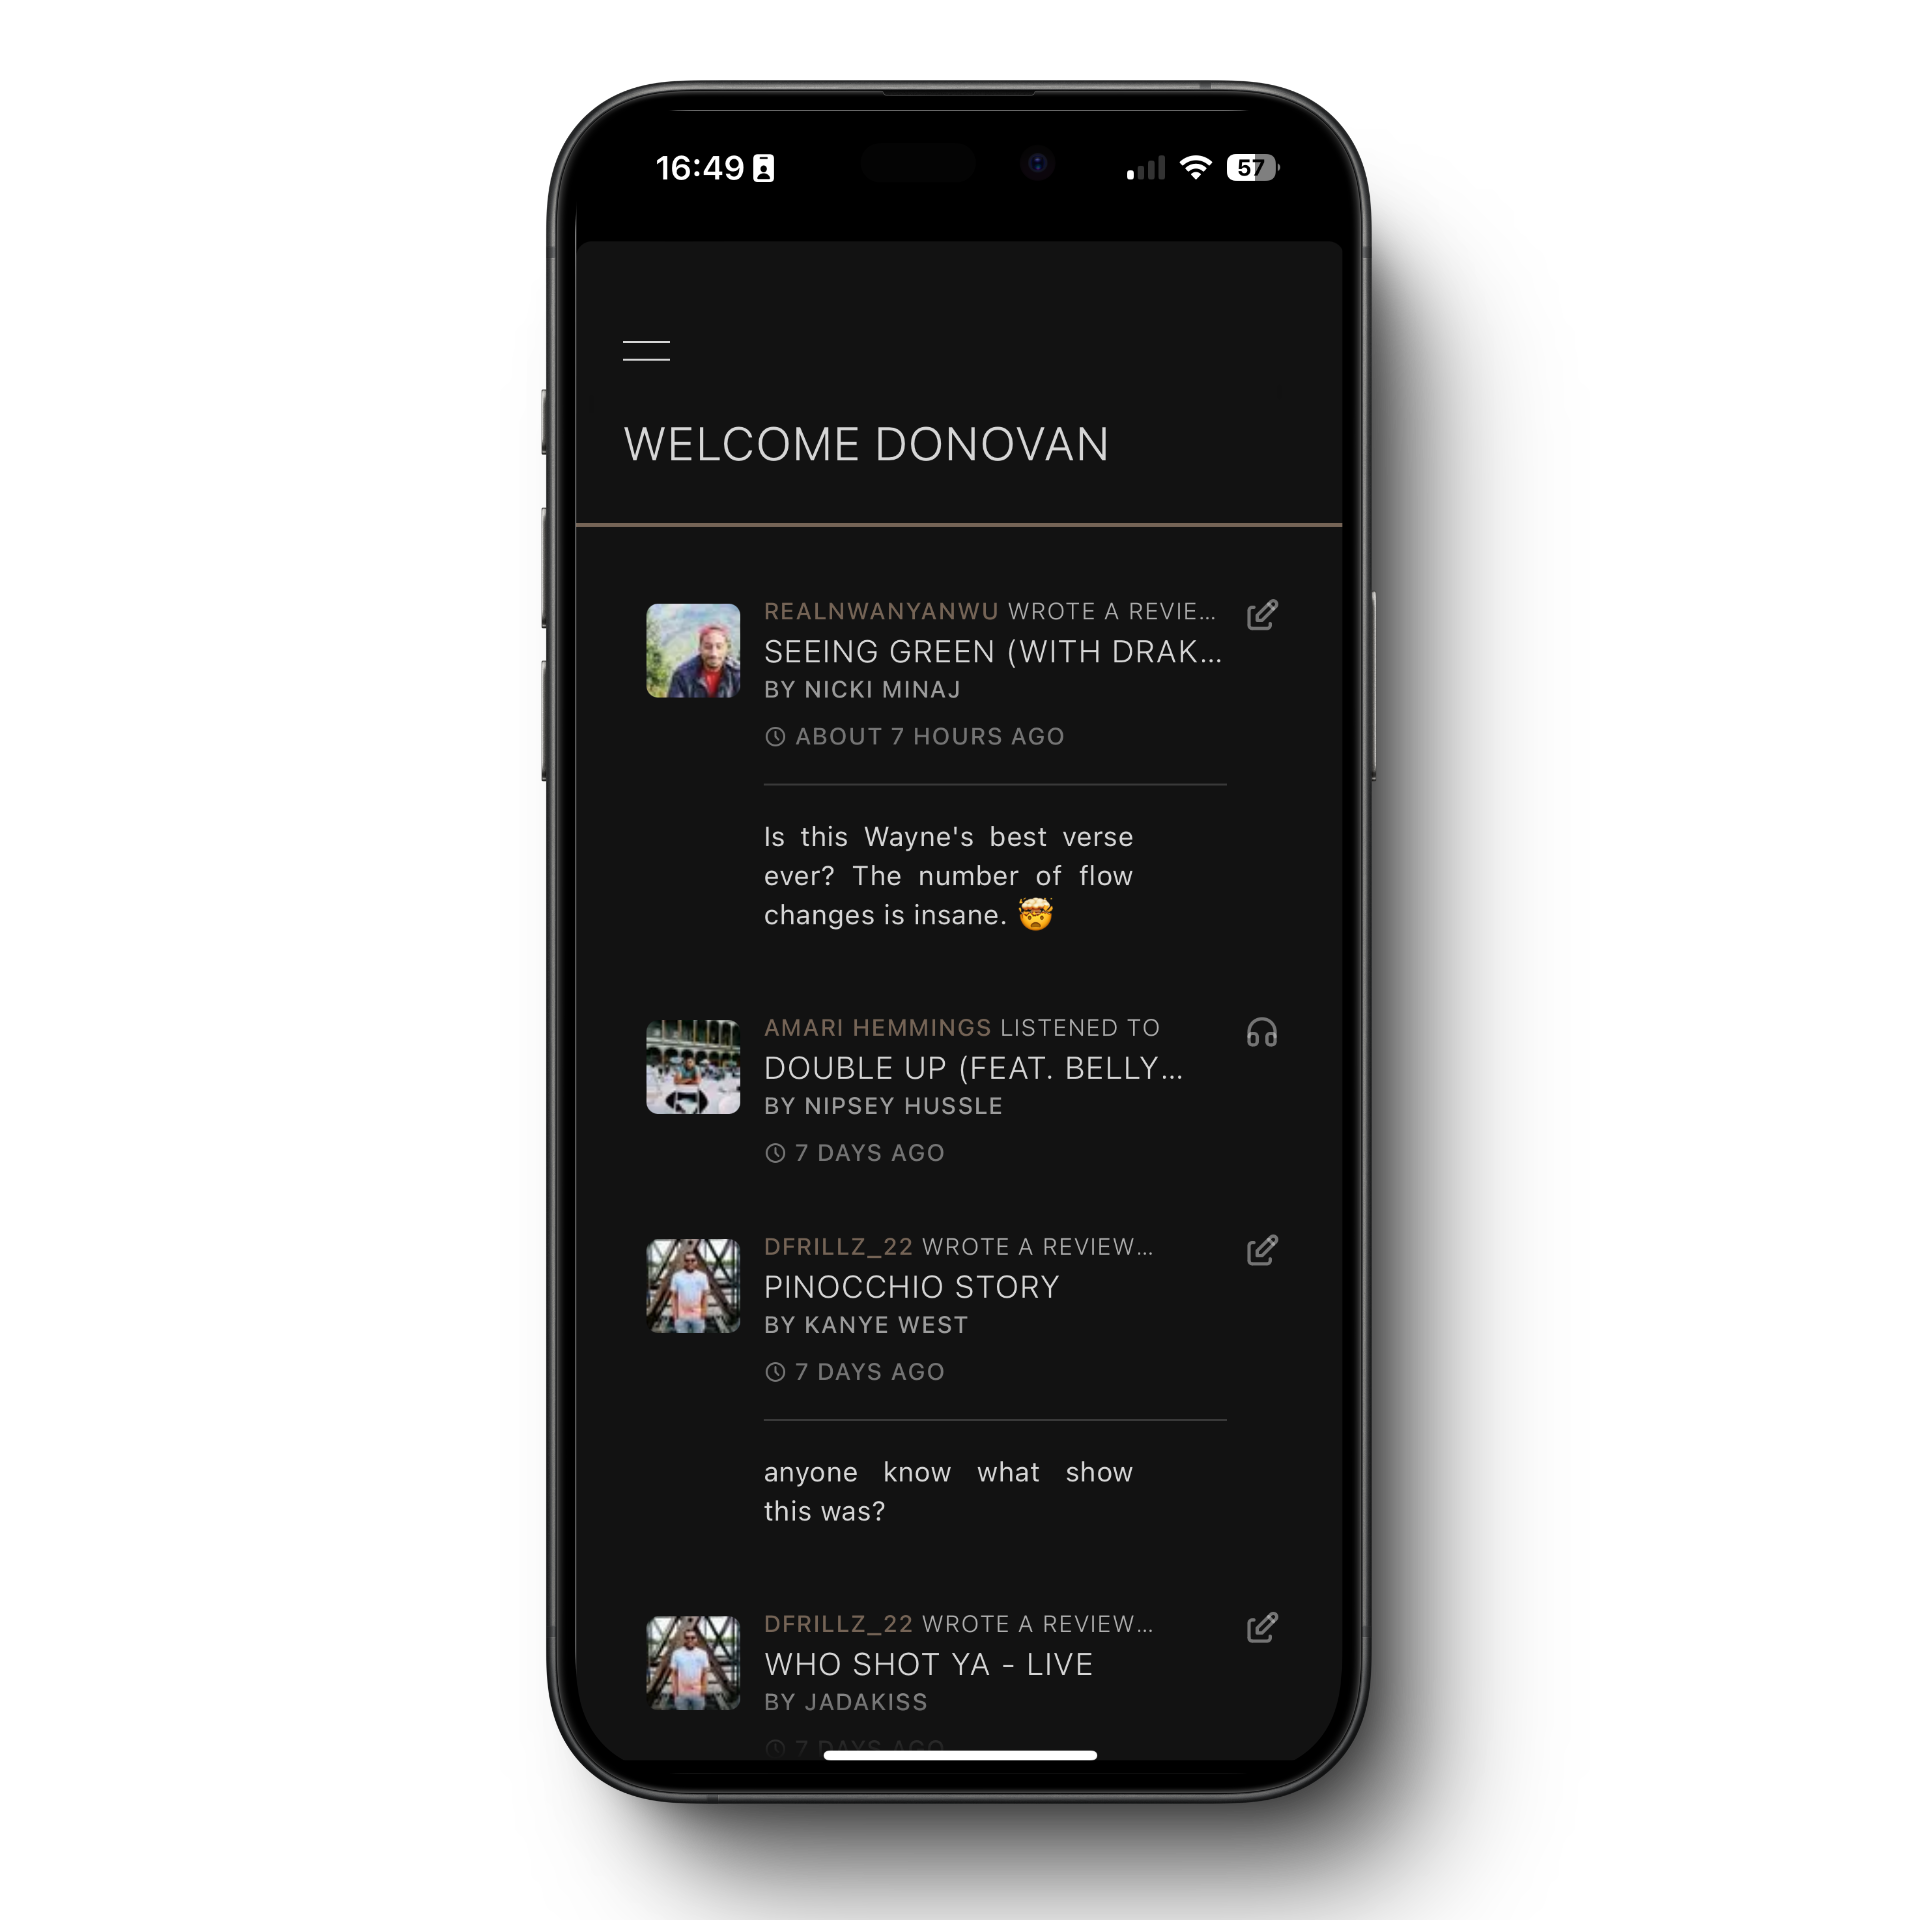 16:49
57
WELCOME DONOVAN
REALNWANYANWU WROTE A REVIE...
SEEING GREEN (WITH DRAK...
BY NICKI MINAJ
ABOUT 7 HOURS AGO
Is this Wayne's best verse
ever? The number of flow
changes is insane. 🤯
AMARI HEMMINGS LISTENED TO
DOUBLE UP (FEAT. BELLY...
BY NIPSEY HUSSLE
7 DAYS AGO
DFRILLZ_22 WROTE A REVIEW...
PINOCCHIO STORY
BY KANYE WEST
7 DAYS AGO
anyone know what show
this was?
DFRILLZ_22 WROTE A REVIEW...
WHO SHOT YA - LIVE
BY JADAKISS
7 DAYS AGO